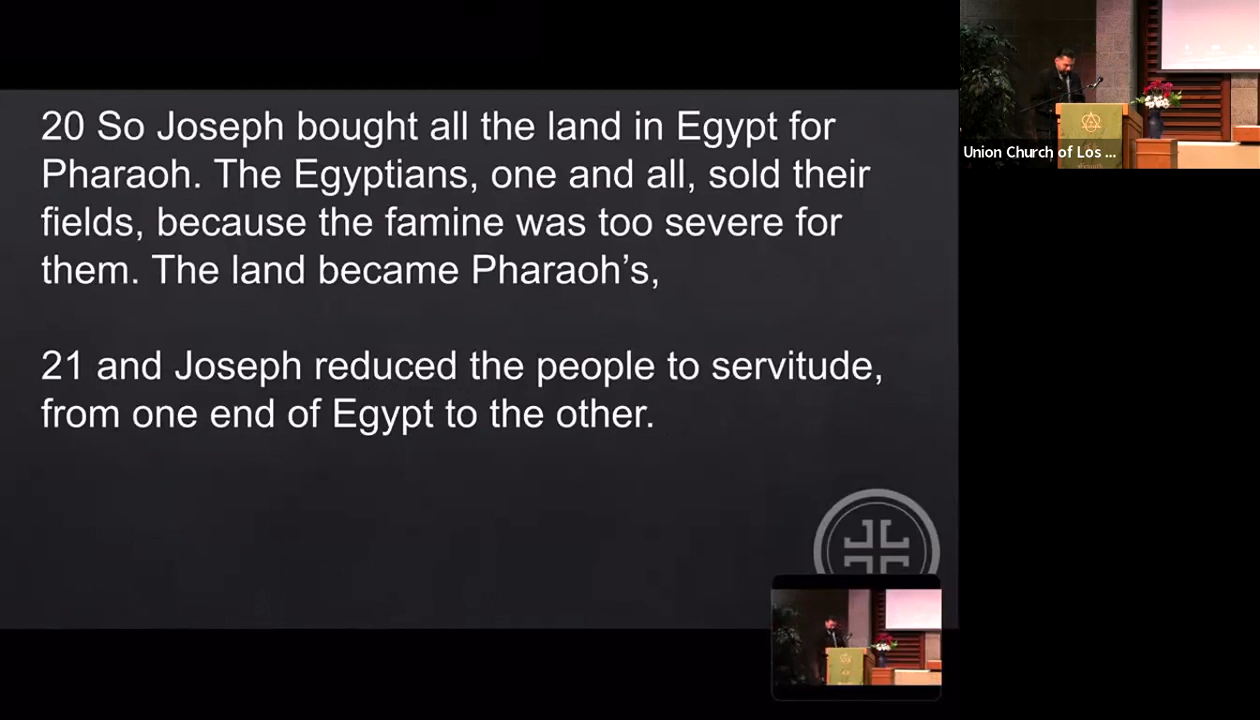 20 So Joseph bought all the land in Egypt for
Pharaoh. The Egyptians, one and all, sold their
fields, because the famine was too severe for
them. The land became Pharaoh’s,
21 and Joseph reduced the people to servitude,
from one end of Egypt to the other.
Union Church of Los ...